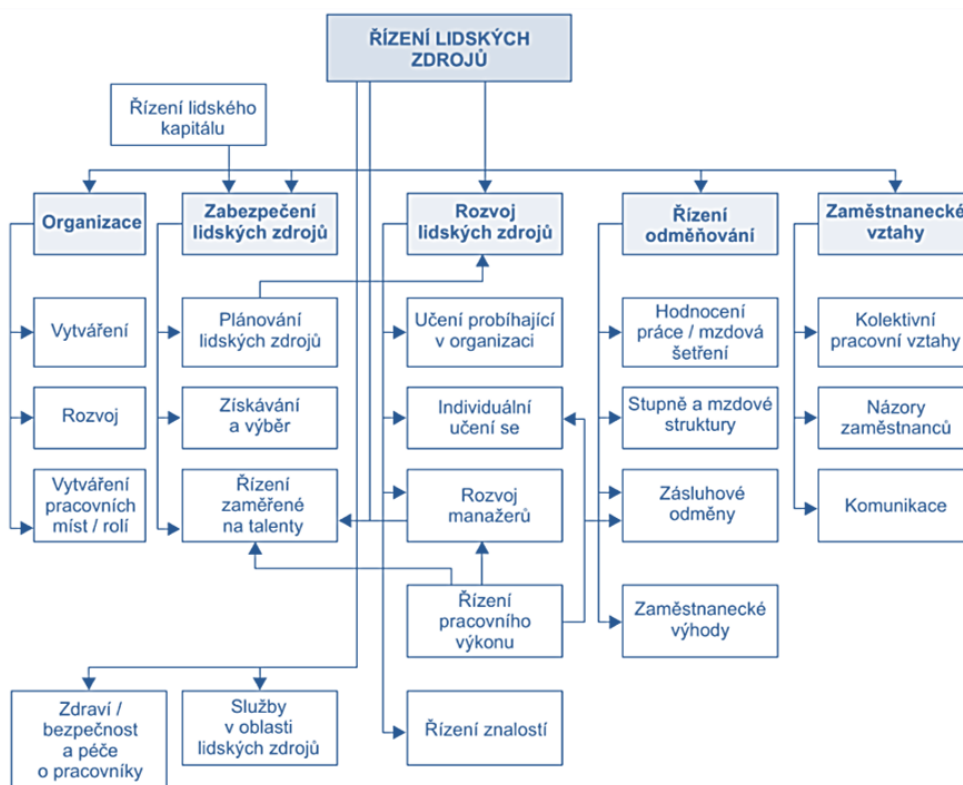 ŘÍZENÍ LIDSKÝCH
ZDROJŮ
Řízení lidského
kapitálu
Organizace
Zabezpečení
lidských zdrojů
Rozvoj
lidských zdrojů
Řízení
odměňování
Zaměstnanecké
vztahy
Vytváření
Plánování
lidských zdrojů
Učení probíhající
v organizaci
Hodnocení
práce / mzdová
šetření
Kolektivní
pracovní vztahy
Rozvoj
Získávání
a výběr
Individuální
učení se
Stupně a mzdové
struktury
Názory
zaměstnanců
Vytváření
pracovních
míst / rolí
Řízení
zaměřené
na talenty
Rozvoj
manažerů
Zásluhové
odměny
Komunikace
Řízení
pracovního
výkonu
Zaměstnanecké
výhody
Zdraví /
bezpečnost
a péče
o pracovníky
Služby
v oblasti
lidských zdrojů
Řízení znalostí